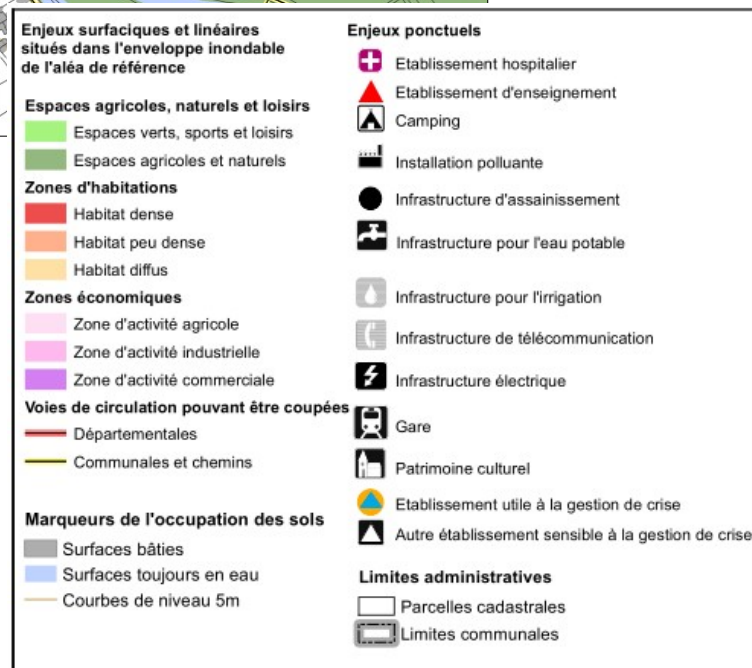 Enjeux surfaciques et linéaires
situés dans l'enveloppe inondable
de l'aléa de référence
Espaces agricoles, naturels et loisirs
Espaces verts, sports et loisirs
Espaces agricoles et naturels
Zones d'habitations
Habitat dense
Habitat peu dense
Habitat diffus
Zones économiques
Zone d'activité agricole
Zone d'activité industrielle
Zone d'activité commerciale
Voies de circulation pouvant être coupées
Départementales
Communales et chemins
Marqueurs de l'occupation des sols
Surfaces bâties
Surfaces toujours en eau
Courbes de niveau 5m
Enjeux ponctuels
Etablissement hospitalier
Etablissement d'enseignement
Camping
Installation polluante
Infrastructure d'assainissement
Infrastructure pour l'eau potable
Infrastructure pour l'irrigation
Infrastructure de télécommunication
Infrastructure électrique
Gare
Patrimoine culturel
Etablissement utile à la gestion de crise
Autre établissement sensible à la gestion de crise
Limites administratives
Parcelles cadastrales
Limites communales